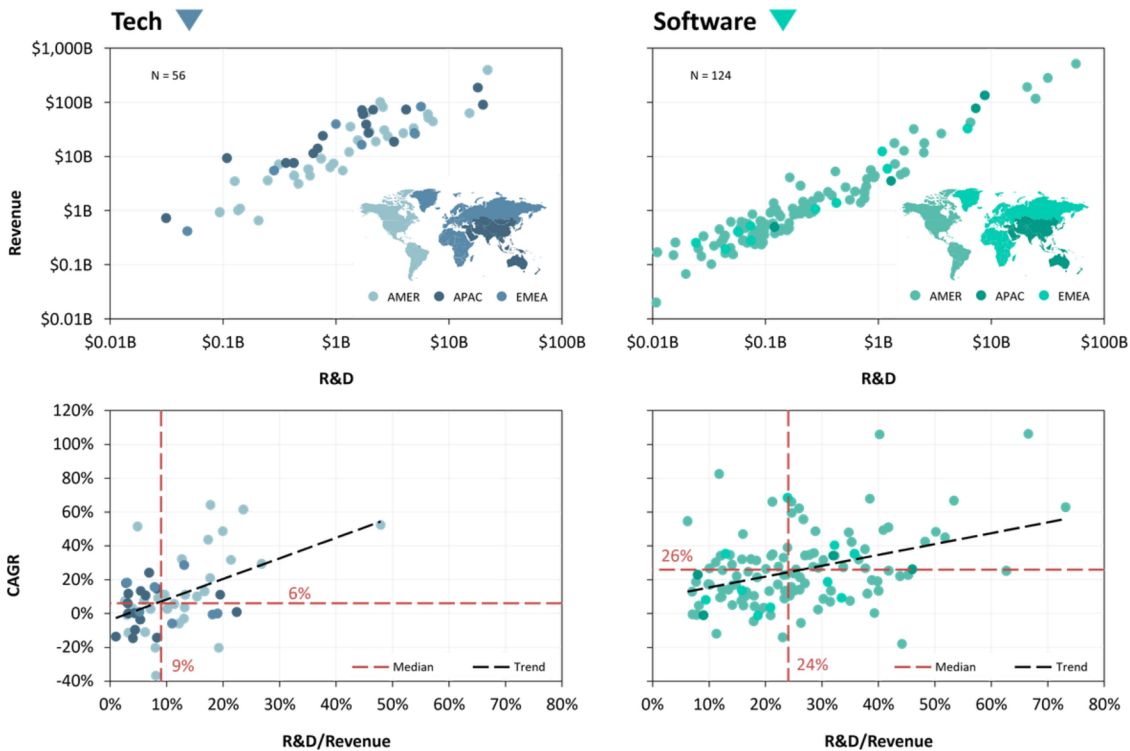 Tech
Software
$1,000B
$100B
$10B
$1B
$0.1B
$0.01B
Revenue
N = 56
AMER APAC EMEA
$0.01B $0.1B $1B $10B $100B
R&D
N = 124
AMER APAC EMEA
$0.01B $0.1B $1B $10B $100B
R&D
120%
100%
80%
60%
40%
20%
0%
-20%
-40%
CAGR
6%
9%
Median Trend
0% 10% 20% 30% 40% 50% 60% 70% 80%
R&D/Revenue
26%
24%
Median Trend
0% 10% 20% 30% 40% 50% 60% 70% 80%
R&D/Revenue